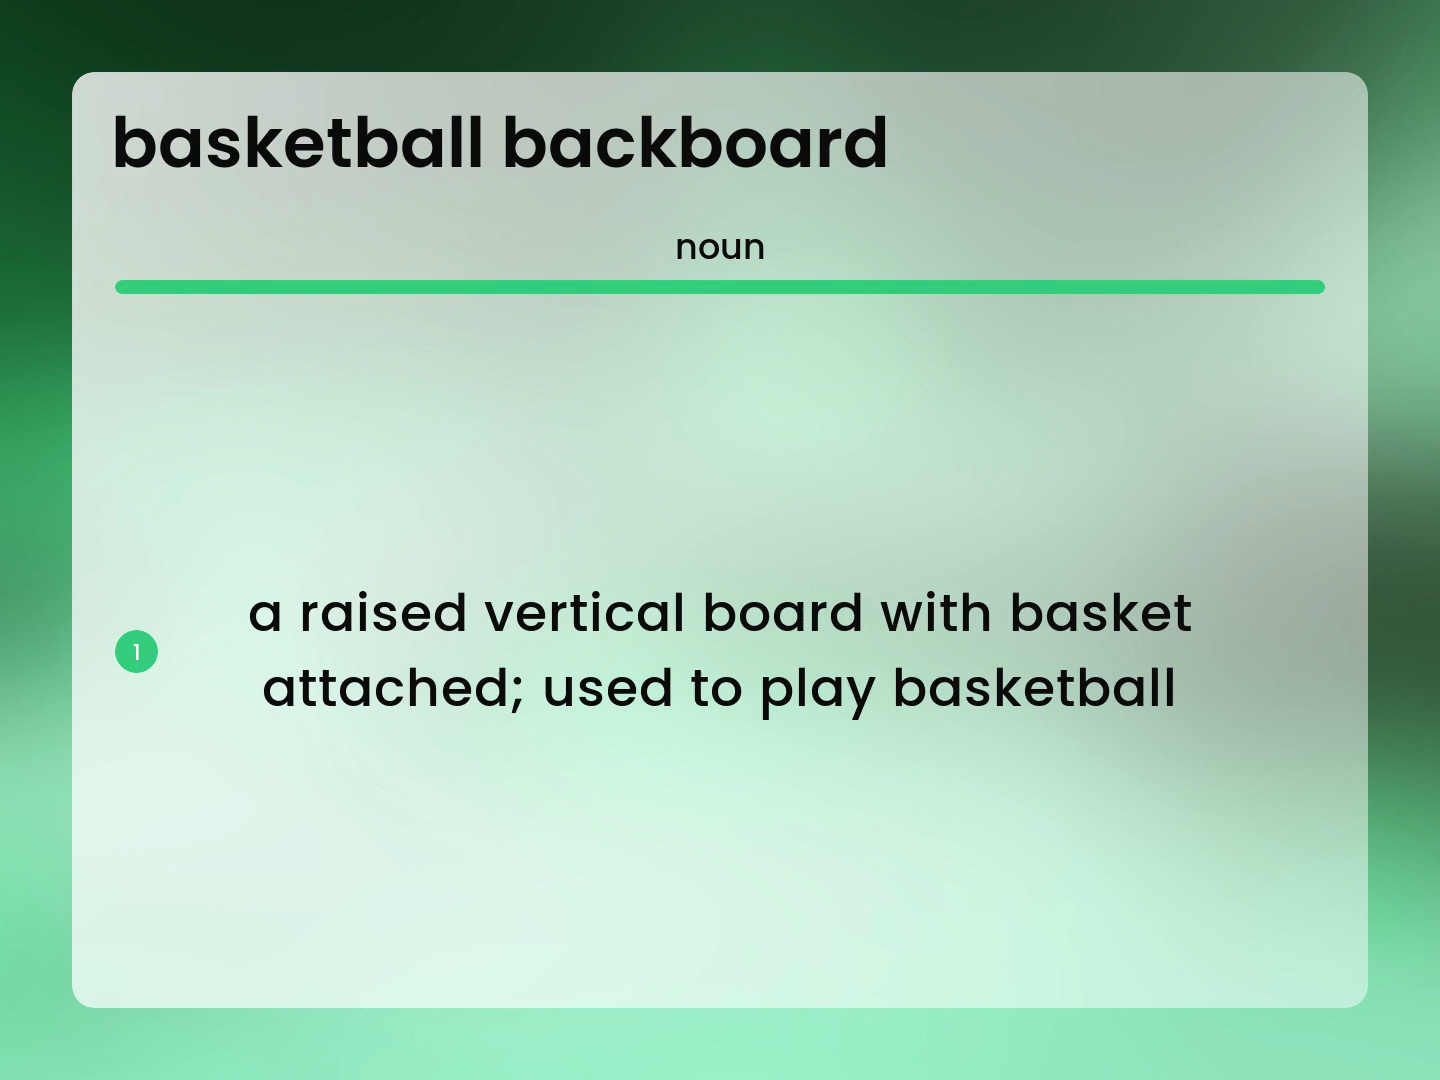 basketball backboard
noun
1
a raised vertical board with basket
attached; used to play basketball